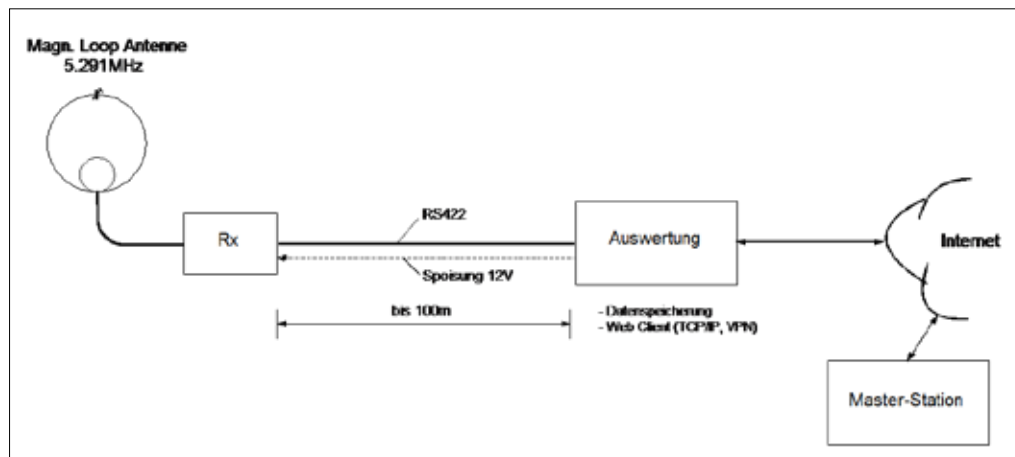 Magn. Loop Antenne
5.291MHz
Rx
RS422
Spoisung 12V
bis 100m
Auswertung
- Datenspeicherung
- Web Client (TCP/IP, VPN)
Internet
Master-Station